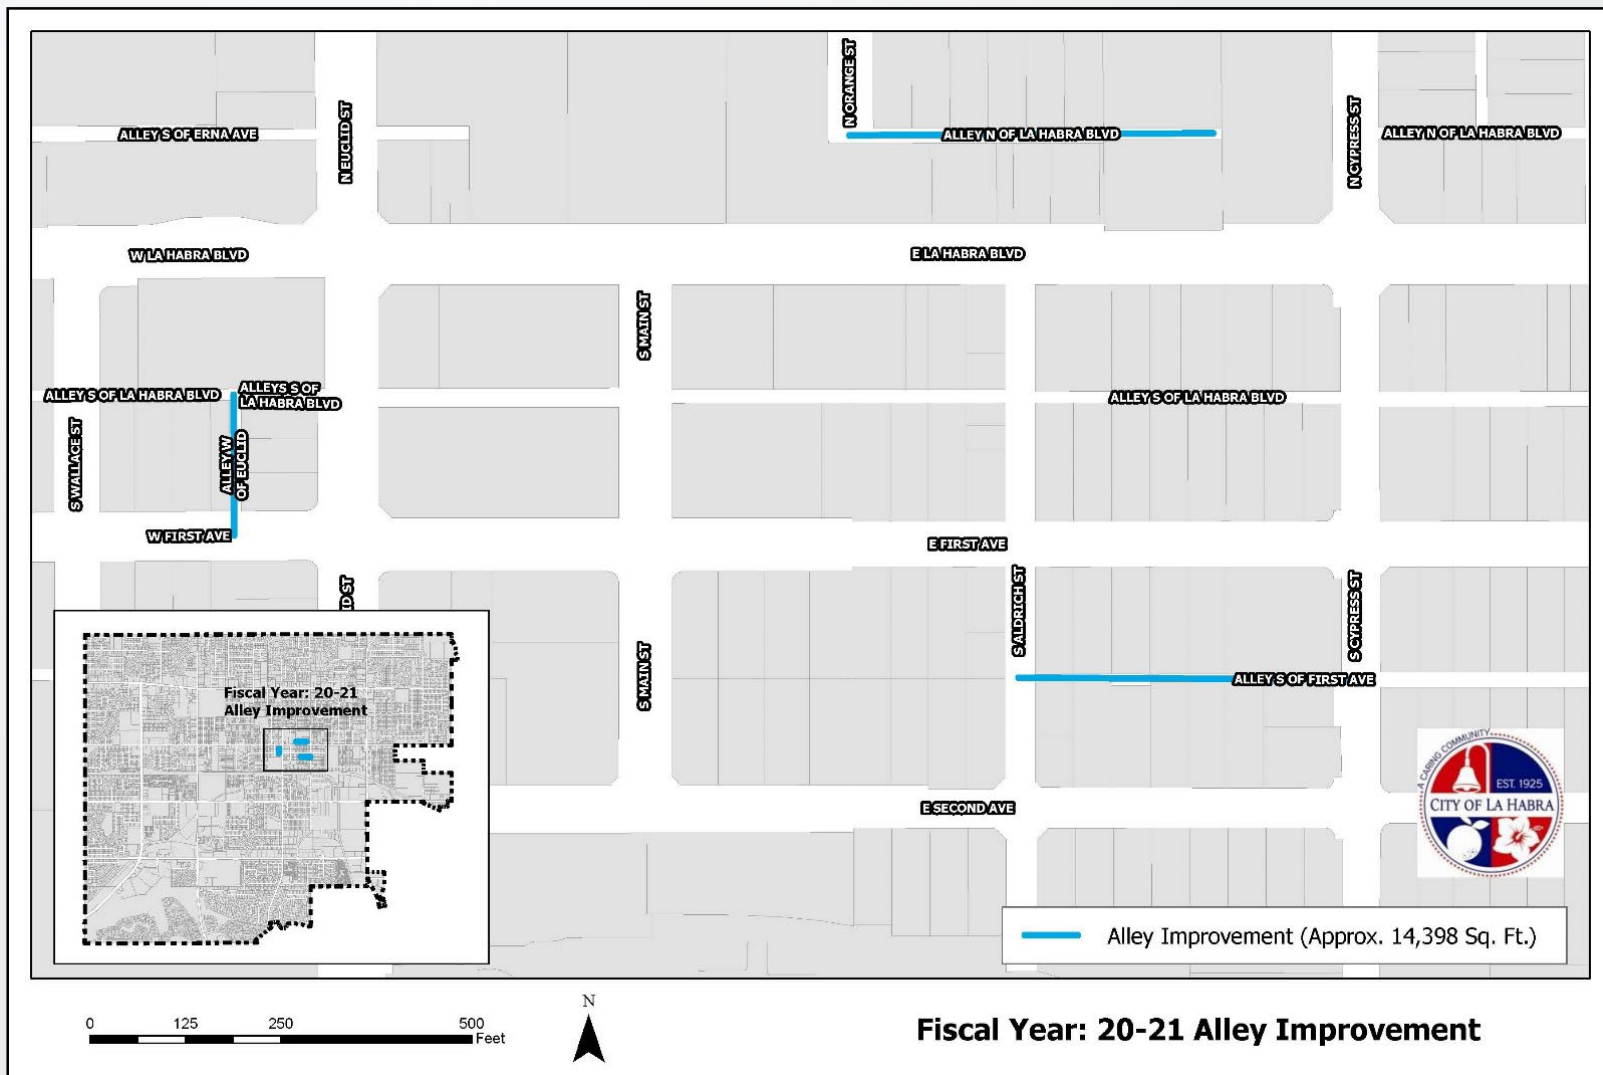 N ORANGE ST
N EUCLID ST
N CYPRESS ST
ALLEY S OF ERNA AVE
ALLEY N OF LA HABRA BLVD
ALLEY N OF LA HABRA BLVD
W LA HABRA BLVD
E LA HABRA BLVD
S MAIN ST
ALLEY S OF LA HABRA BLVD
ALLEYS S OF
LA HABRA BLVD
ALLEY S OF LA HABRA BLVD
S WALLACE ST
ALLEY W
OF EUCLID
W FIRST AVE
E FIRST AVE
ID ST
S ALDRICH ST
S CYPRESS ST
S MAIN ST
ALLEY S OF FIRST AVE
Fiscal Year: 20-21
Alley Improvement
A CARING COMMUNITY
EST. 1925
CITY OF LA HABRA
E SECOND AVE
Alley Improvement (Approx. 14,398 Sq. Ft.)
0 125 250 500
Feet
N
Fiscal Year: 20-21 Alley Improvement